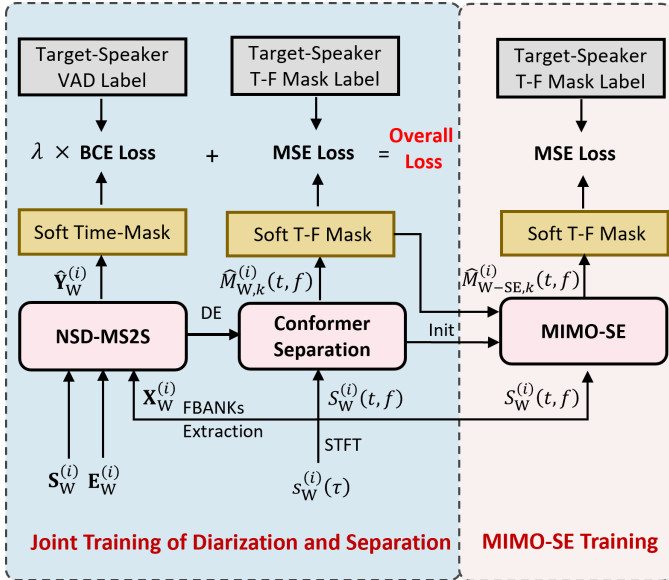 Target-Speaker
VAD Label
Target-Speaker
T-F Mask Label
Target-Speaker
T-F Mask Label
λ × BCE Loss + MSE Loss = Overall
Loss
MSE Loss
Soft Time-Mask
Soft T-F Mask
Soft T-F Mask
Ŷ_W^(i)
M̂_{W,k}^(i)(t, f)
M̂_{W−SE,k}^(i)(t, f)
NSD-MS2S
DE
Conformer
Separation
Init
MIMO-SE
X_W^(i)
FBANKs
Extraction
S_W^(i)(t, f)
S_W^(i)(t, f)
STFT
S_W^(i)
E_W^(i)
s_W^(i)(τ)
Joint Training of Diarization and Separation
MIMO-SE Training